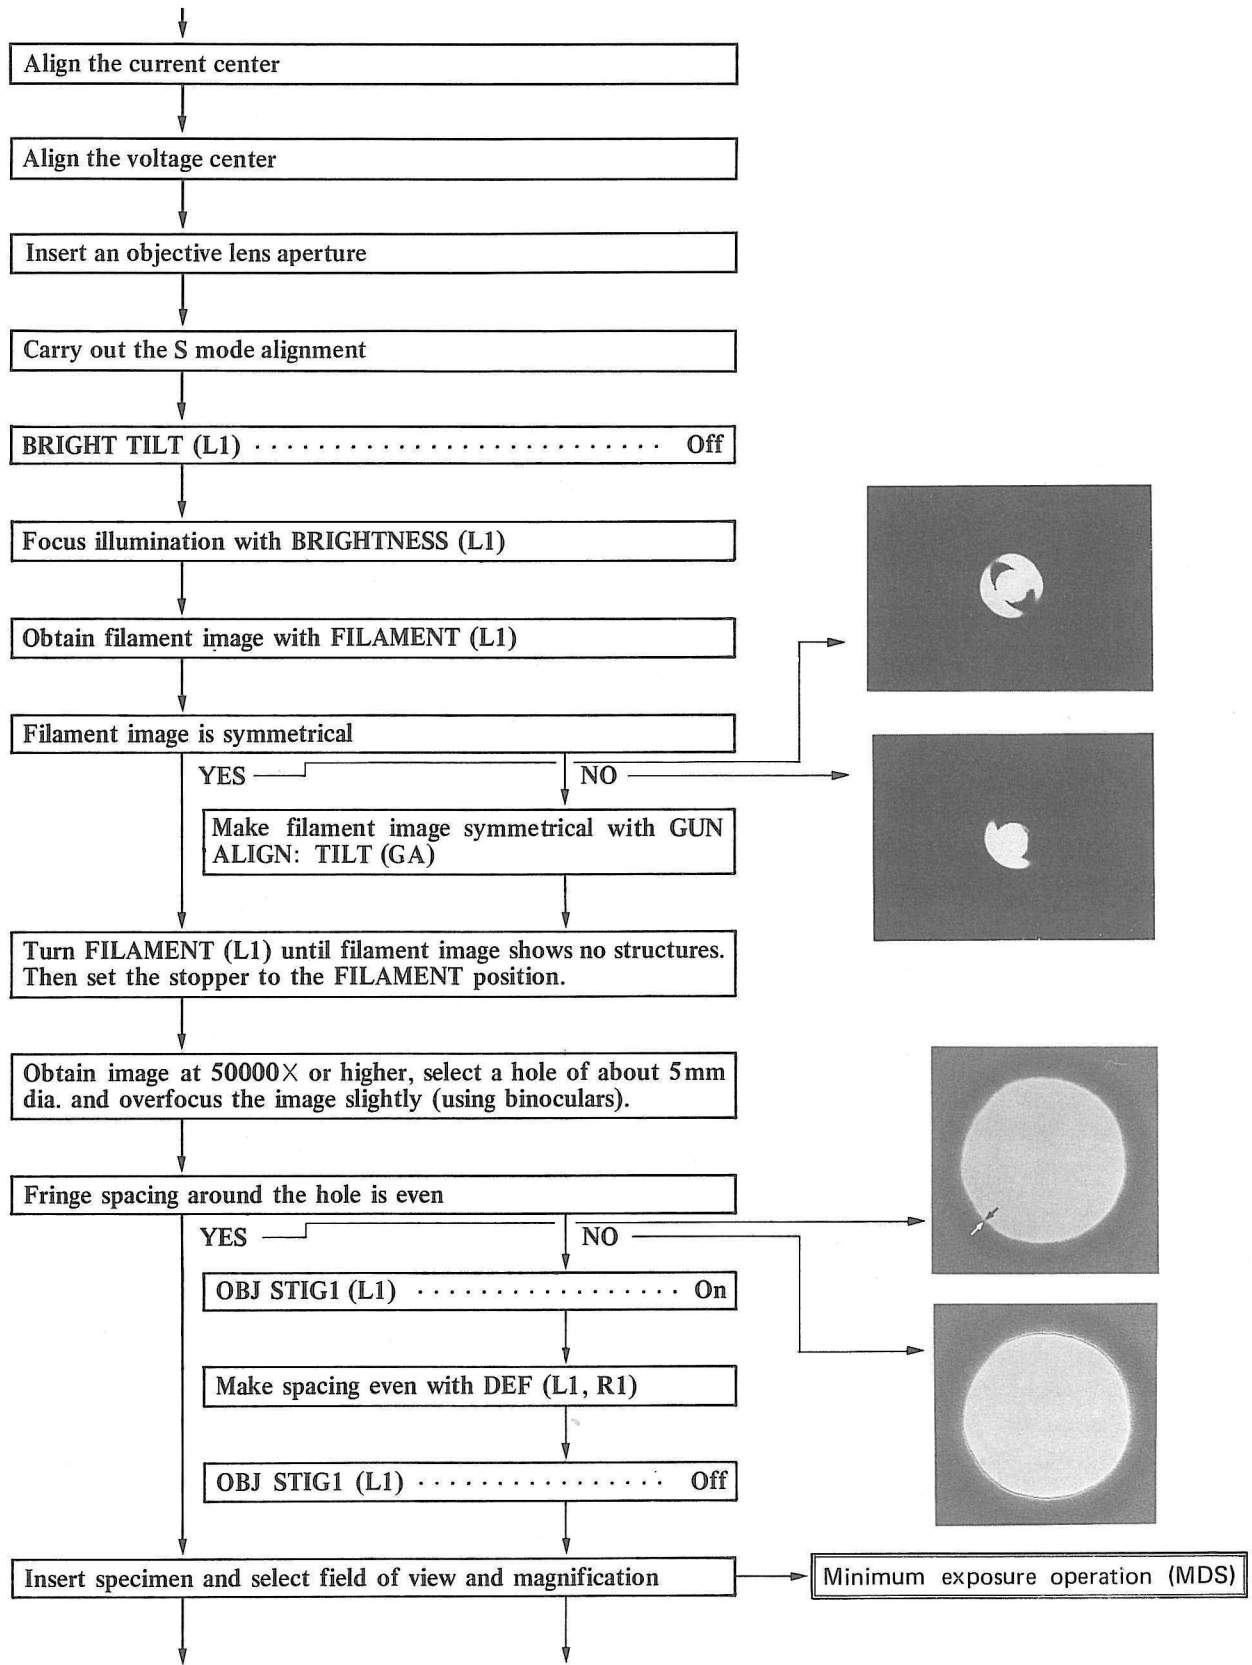 Align the current center
Align the voltage center
Insert an objective lens aperture
Carry out the S mode alignment
BRIGHT TILT (L1) · · · · · · · · · · · · · · · · · · · · · · · · · · · Off
Focus illumination with BRIGHTNESS (L1)
Obtain filament image with FILAMENT (L1)
Filament image is symmetrical
YES NO
Make filament image symmetrical with GUN
ALIGN: TILT (GA)
Turn FILAMENT (L1) until filament image shows no structures.
Then set the stopper to the FILAMENT position.
Obtain image at 50000× or higher, select a hole of about 5mm
dia. and overfocus the image slightly (using binoculars).
Fringe spacing around the hole is even
YES NO
OBJ STIG1 (L1) · · · · · · · · · · · · · · · · · On
Make spacing even with DEF (L1, R1)
OBJ STIG1 (L1) · · · · · · · · · · · · · · · · Off
Insert specimen and select field of view and magnification
Minimum exposure operation (MDS)